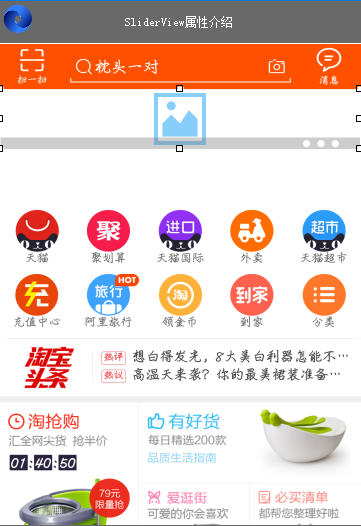 SliderView属性介绍
扫一扫
枕头一对
消息
聚
进口
超市
天猫
聚划算
天猫国际
外卖
天猫超市
充
旅行
HOT
淘
到家
充值中心
阿里旅行
领金币
到家
分类
淘宝
头条
热评
想白得发光，8大美白利器怎能不…
热议
高温天来袭？你的最美裙装准备…
淘抢购
汇全网尖货 抢半价
01:40:50
79元
限量抢
有好货
每日精选200款
品质生活指南
爱逛街
可爱的你会喜欢
必买清单
都帮您整理好啦